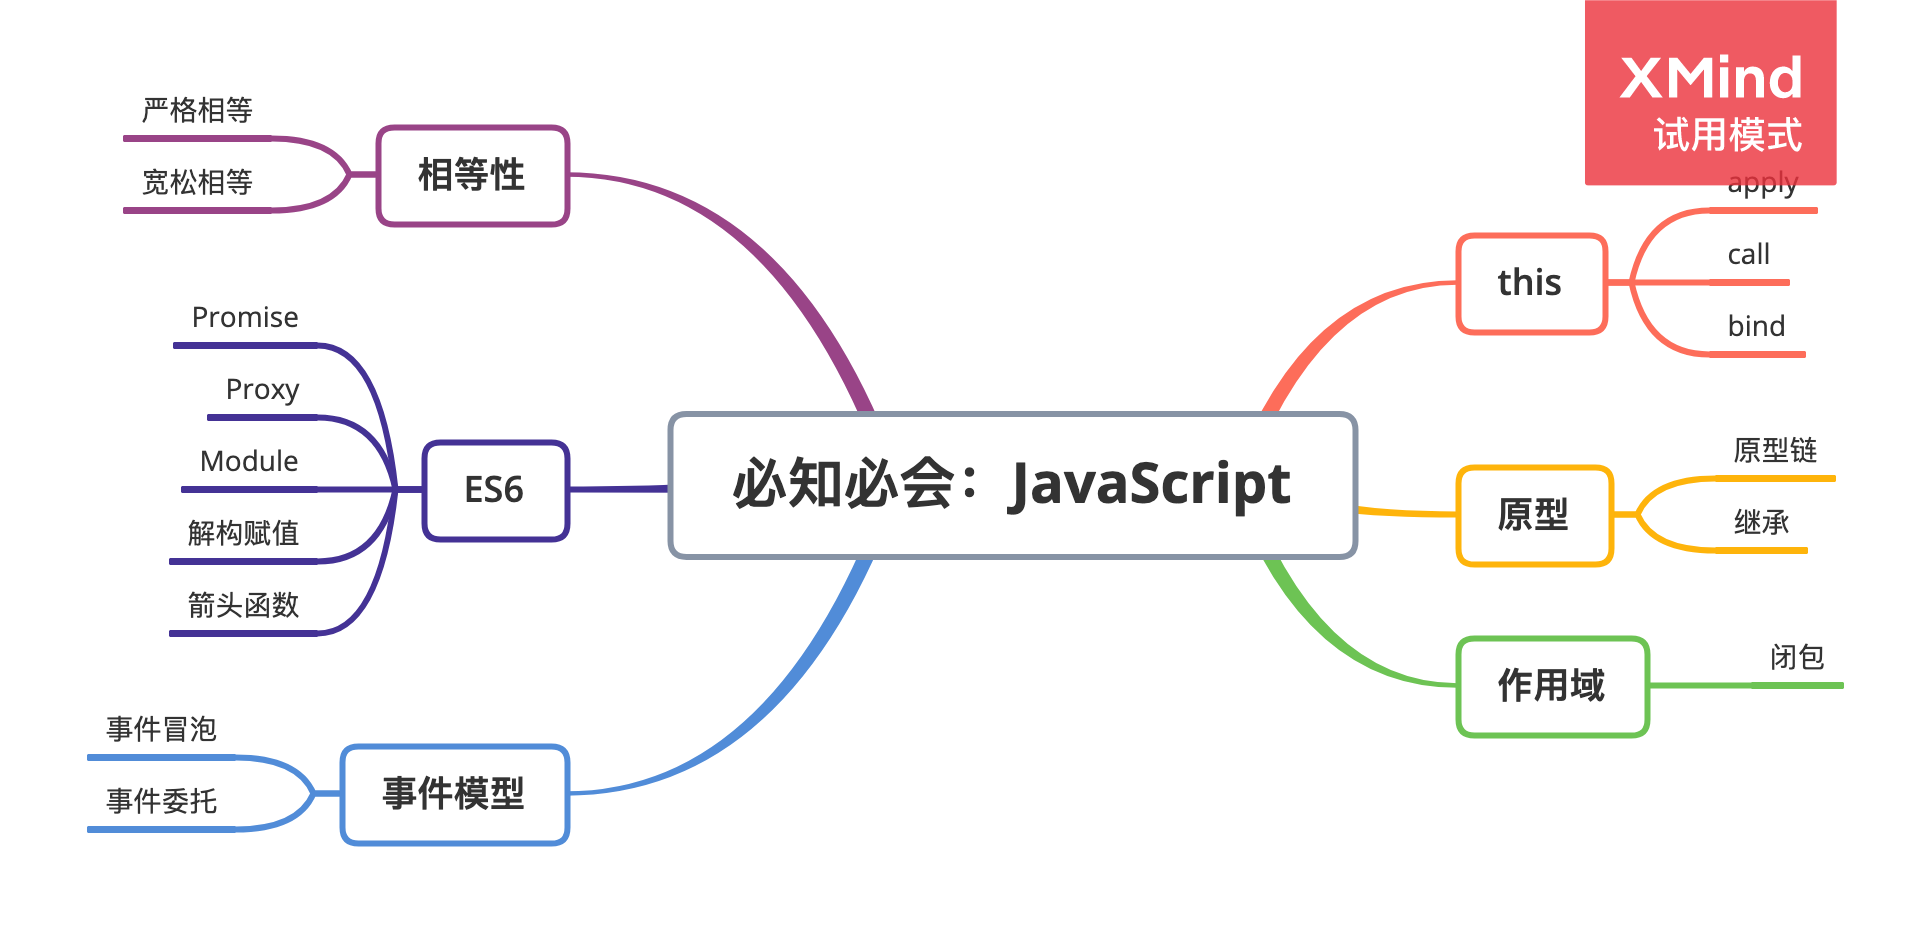 XMind
试用模式
严格相等
宽松相等
相等性
Promise
Proxy
Module
解构赋值
箭头函数
ES6
事件冒泡
事件委托
事件模型
必知必会：JavaScript
apply
call
bind
this
原型链
继承
原型
闭包
作用域